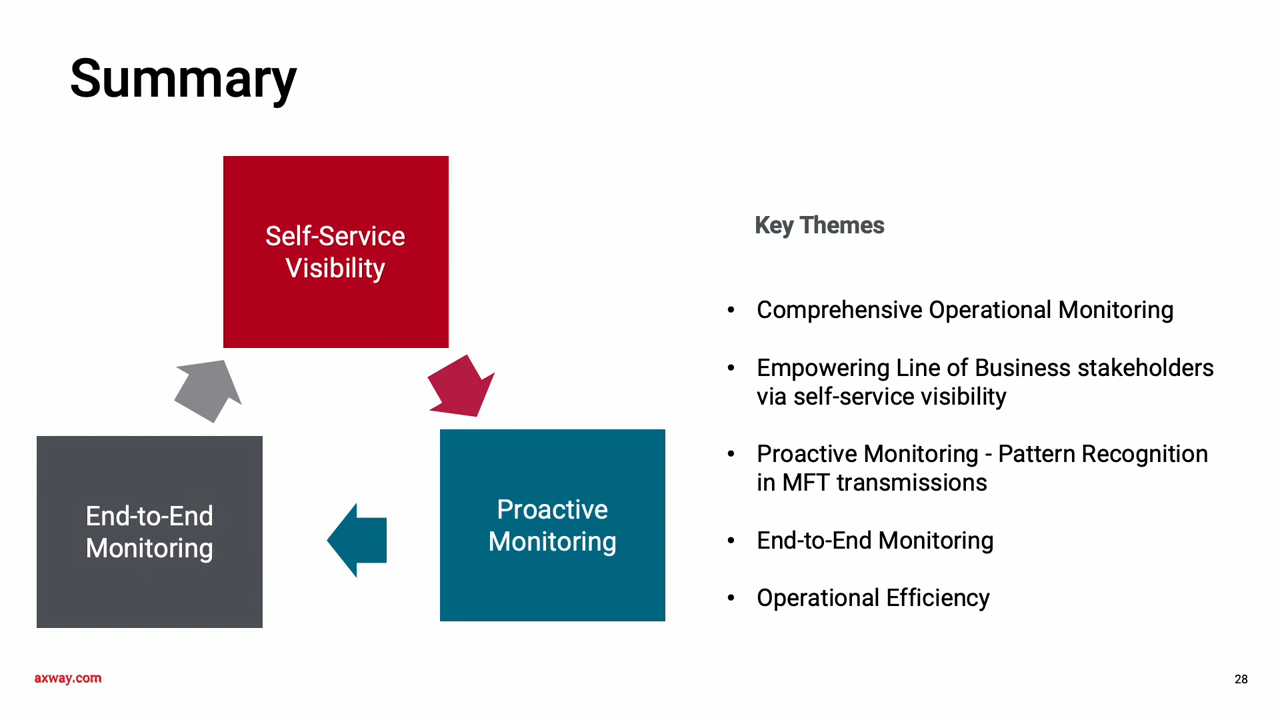 Summary
Self-Service
Visibility
End-to-End
Monitoring
Proactive
Monitoring
Key Themes
• Comprehensive Operational Monitoring
• Empowering Line of Business stakeholders
via self-service visibility
• Proactive Monitoring - Pattern Recognition
in MFT transmissions
• End-to-End Monitoring
• Operational Efficiency
axway.com
28